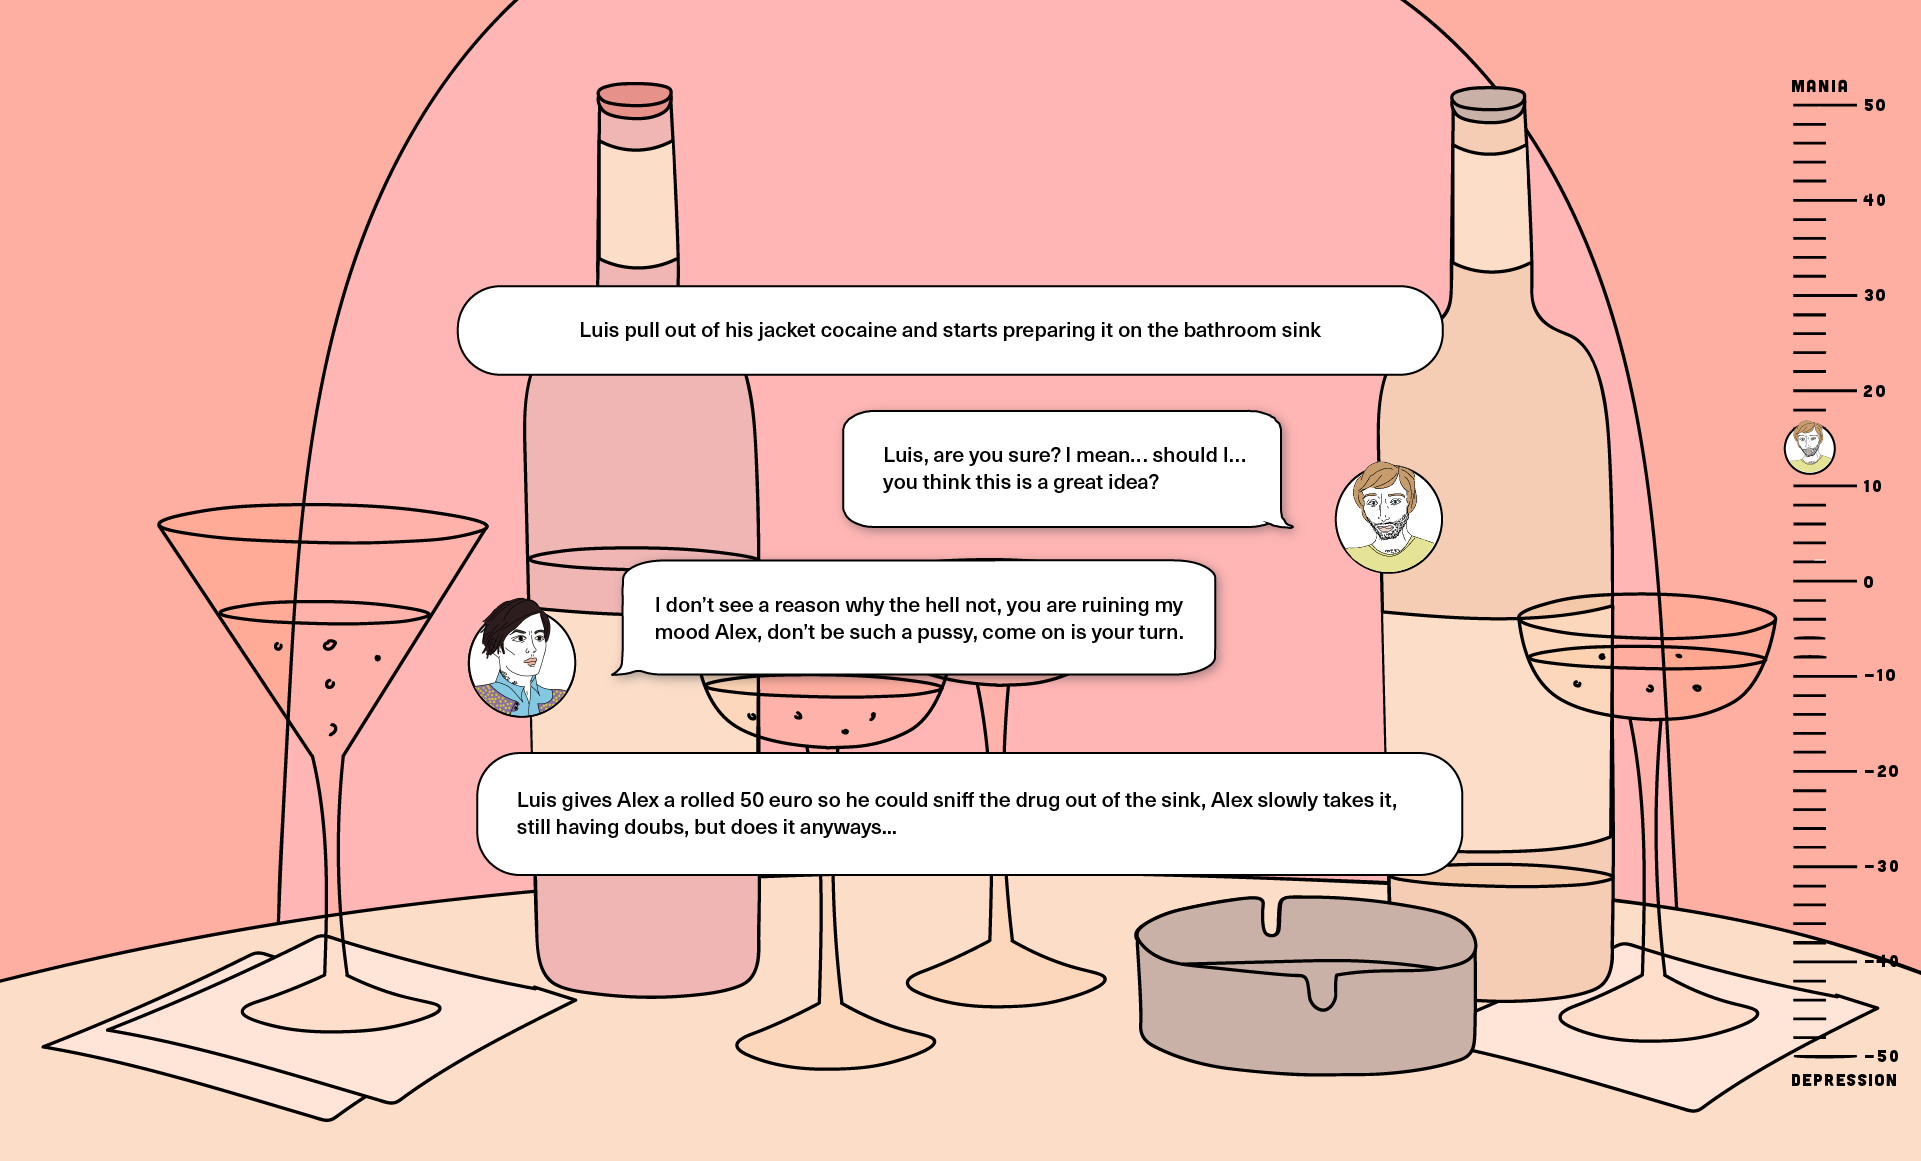 MANIA
50
40
30
20
10
0
-10
-20
-30
-40
-50
DEPRESSION
Luis pull out of his jacket cocaine and starts preparing it on the bathroom sink
Luis, are you sure? I mean... should I...
you think this is a great idea?
I don't see a reason why the hell not, you are ruining my
mood Alex, don't be such a pussy, come on is your turn.
Luis gives Alex a rolled 50 euro so he could sniff the drug out of the sink, Alex slowly takes it,
still having doubs, but does it anyways...